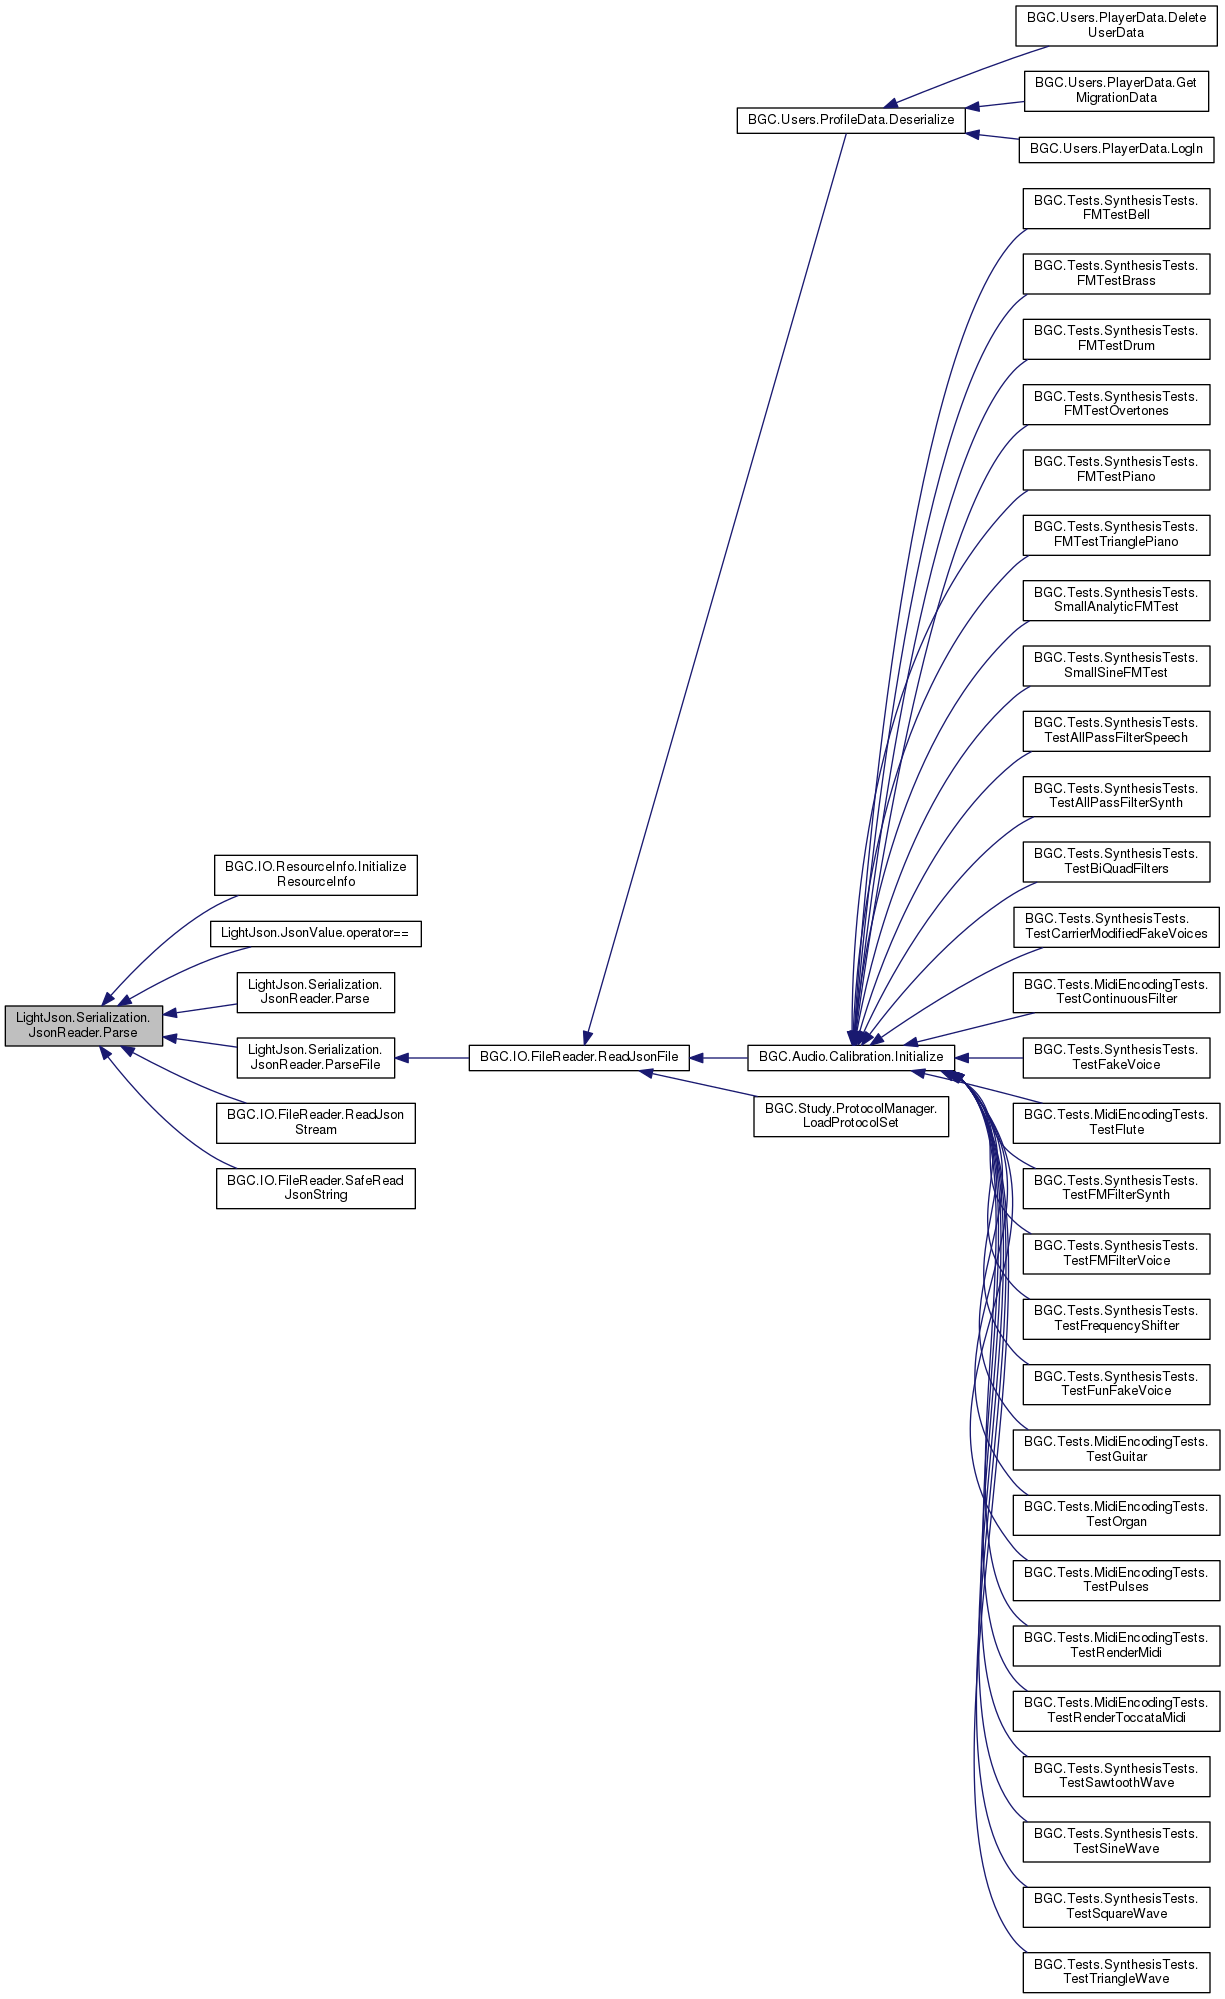 BGC.Users.PlayerData.Delete
UserData
BGC.Users.PlayerData.Get
MigrationData
BGC.Users.ProfileData.Deserialize
BGC.Users.PlayerData.LogIn
BGC.Tests.SynthesisTests.
FMTestBell
BGC.Tests.SynthesisTests.
FMTestBrass
BGC.Tests.SynthesisTests.
FMTestDrum
BGC.Tests.SynthesisTests.
FMTestOvertones
BGC.Tests.SynthesisTests.
FMTestPiano
BGC.Tests.SynthesisTests.
FMTestTrianglePiano
BGC.Tests.SynthesisTests.
SmallAnalyticFMTest
BGC.Tests.SynthesisTests.
SmallSineFMTest
BGC.Tests.SynthesisTests.
TestAllPassFilterSpeech
BGC.Tests.SynthesisTests.
TestAllPassFilterSynth
BGC.Tests.SynthesisTests.
TestBiQuadFilters
BGC.IO.ResourceInfo.Initialize
ResourceInfo
BGC.Tests.SynthesisTests.
TestCarrierModifiedFakeVoices
LightJson.JsonValue.operator==
BGC.Tests.MidiEncodingTests.
TestContinuousFilter
LightJson.Serialization.
JsonReader.Parse
LightJson.Serialization.
JsonReader.Parse
LightJson.Serialization.
JsonReader.ParseFile
BGC.IO.FileReader.ReadJsonFile
BGC.Audio.Calibration.Initialize
BGC.Tests.SynthesisTests.
TestFakeVoice
BGC.Study.ProtocolManager.
LoadProtocolSet
BGC.IO.FileReader.ReadJson
Stream
BGC.Tests.MidiEncodingTests.
TestFlute
BGC.IO.FileReader.SafeRead
JsonString
BGC.Tests.SynthesisTests.
TestFMFilterSynth
BGC.Tests.SynthesisTests.
TestFMFilterVoice
BGC.Tests.SynthesisTests.
TestFrequencyShifter
BGC.Tests.SynthesisTests.
TestFunFakeVoice
BGC.Tests.MidiEncodingTests.
TestGuitar
BGC.Tests.MidiEncodingTests.
TestOrgan
BGC.Tests.MidiEncodingTests.
TestPulses
BGC.Tests.MidiEncodingTests.
TestRenderMidi
BGC.Tests.MidiEncodingTests.
TestRenderToccataMidi
BGC.Tests.SynthesisTests.
TestSawtoothWave
BGC.Tests.SynthesisTests.
TestSineWave
BGC.Tests.SynthesisTests.
TestSquareWave
BGC.Tests.SynthesisTests.
TestTriangleWave